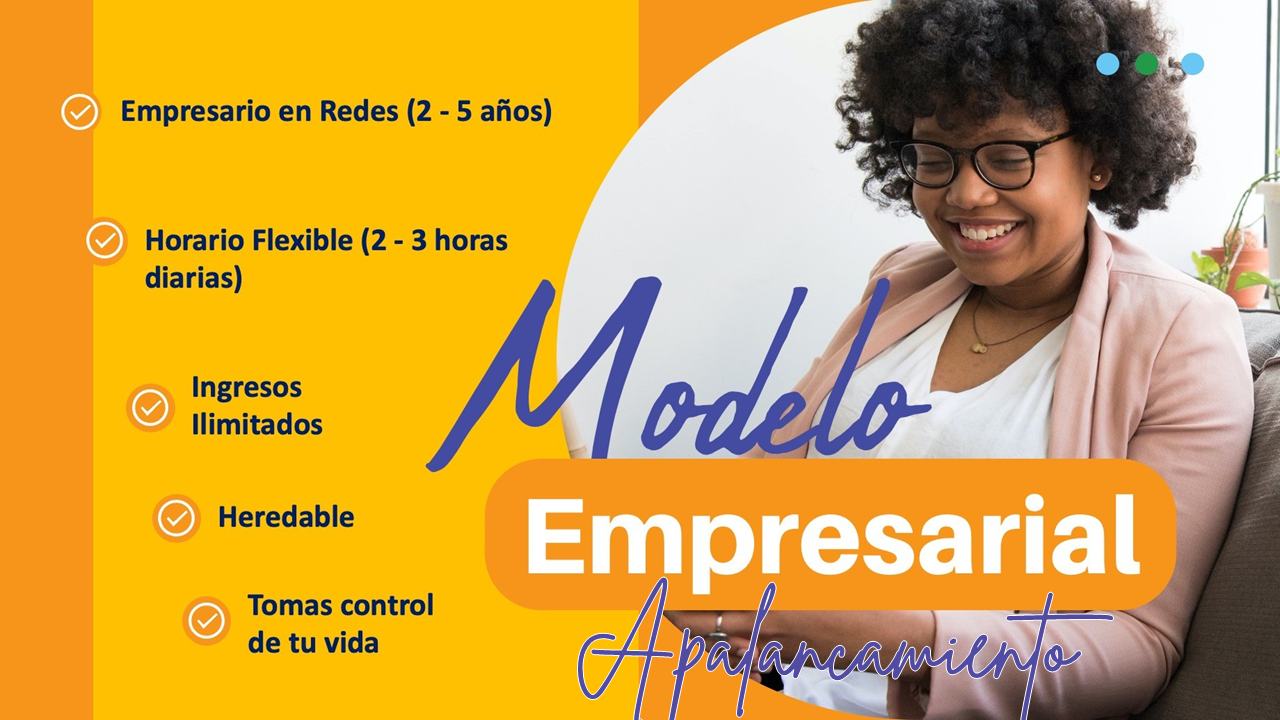 Empresario en Redes (2 - 5 años)
Horario Flexible (2 - 3 horas
diarias)
Ingresos
Ilimitados
Heredable
Tomas control
de tu vida
Modelo
Empresarial
Apalancamiento